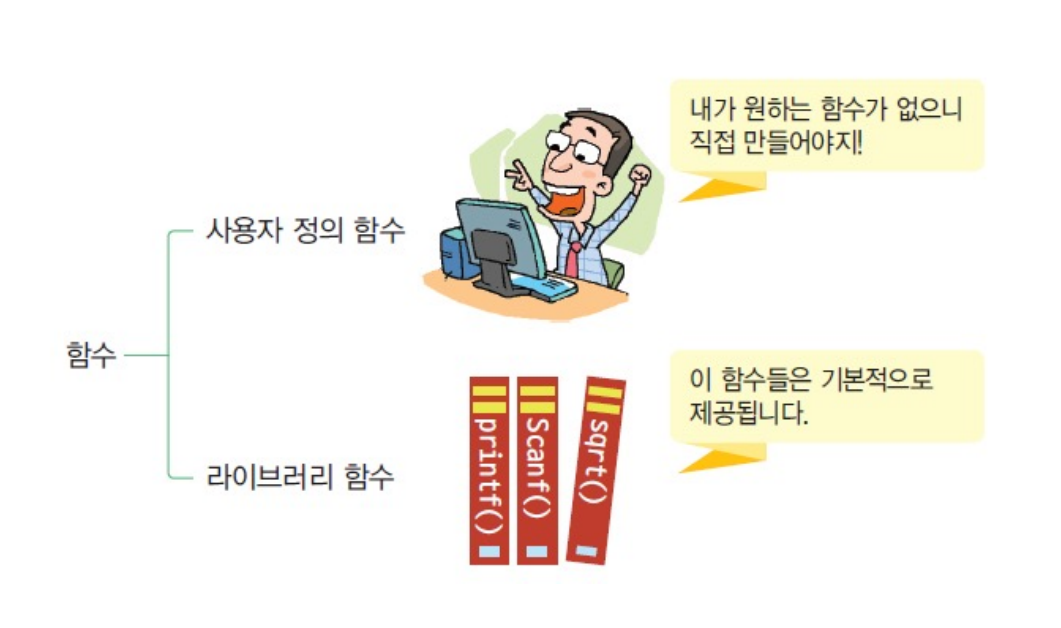 내가 원하는 함수가 없으니
직접 만들어야지!
사용자 정의 함수
함수
이 함수들은 기본적으로
제공됩니다.
라이브러리 함수
printf()
Scanf()
sqrt()